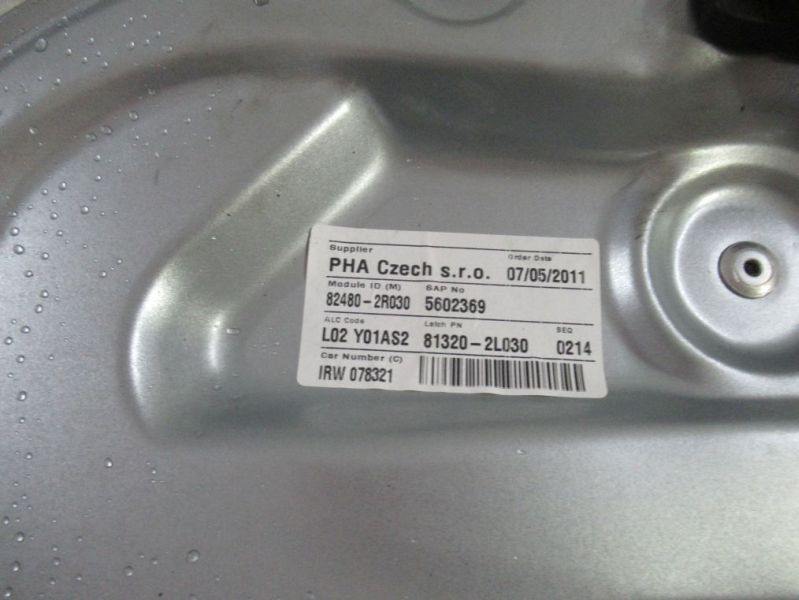 Supplier Order Date
PHA Czech s.r.o. 07/05/2011
Module ID (M) SAP No
82480-2R030 5602369
ALC Code Latch PN SEQ
L02 Y01AS2 81320-2L030 0214
Car Number (C)
IRW 078321